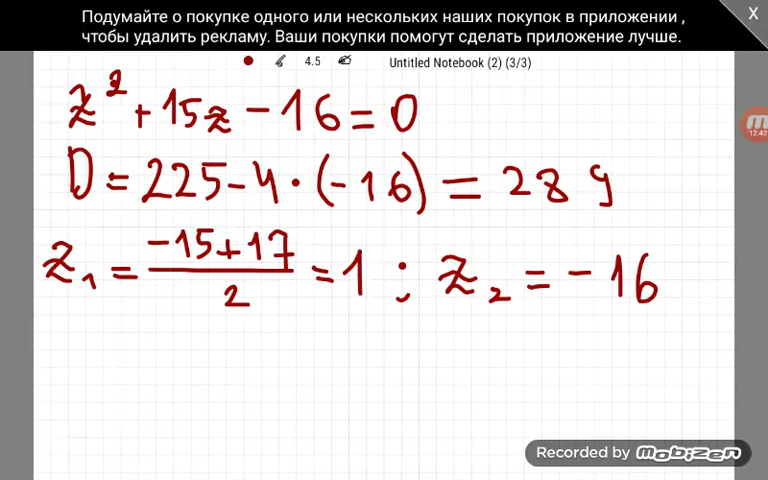 Подумайте о покупке одного или нескольких наших покупок в приложении ,
чтобы удалить рекламу. Ваши покупки помогут сделать приложение лучше.
X
4.5 Untitled Notebook (2) (3/3)
z² + 15z - 16 = 0
12:42
D = 225 - 4 · (-16) = 289
z₁ = (-15+17)/2 = 1 ; z₂ = -16
Recorded by mobizen